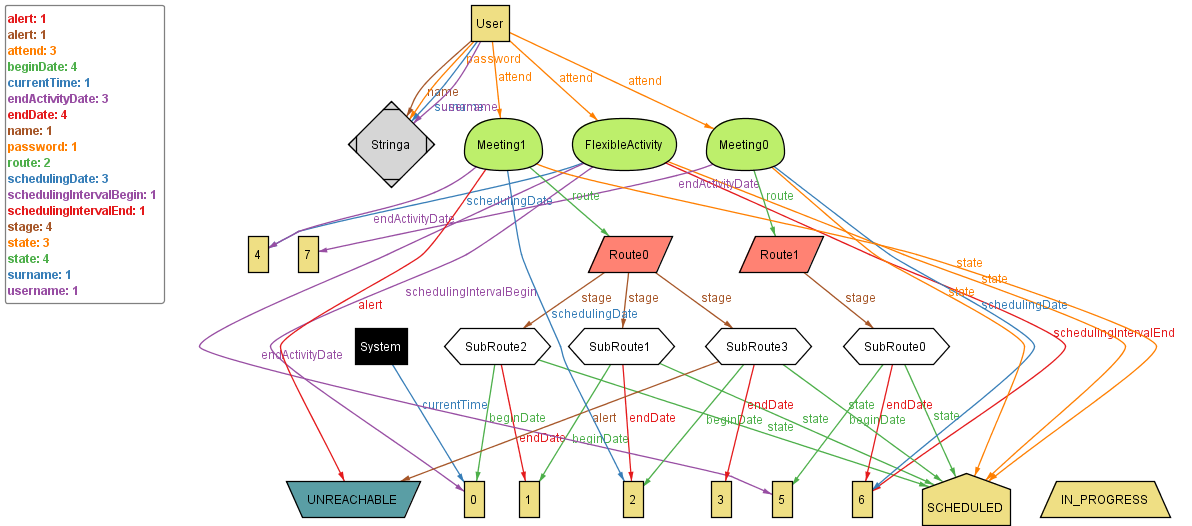 alert: 1
alert: 1
attend: 3
beginDate: 4
currentTime: 1
endActivityDate: 3
endDate: 4
name: 1
password: 1
route: 2
schedulingDate: 3
schedulingIntervalBegin: 1
schedulingIntervalEnd: 1
stage: 4
state: 3
state: 4
surname: 1
username: 1
User
password
attend
attend
attend
name
surname
username
Stringa
Meeting1
FlexibleActivity
Meeting0
endActivityDate
schedulingDate
route
route
endActivityDate
4
7
Route0
Route1
state
state
state
schedulingIntervalBegin
stage
stage
stage
stage
alert
schedulingDate
schedulingDate
schedulingIntervalEnd
System
SubRoute2
SubRoute1
SubRoute3
SubRoute0
endActivityDate
currentTime
beginDate
endDate
beginDate
alert
endDate
beginDate
endDate
state
state
state
beginDate
endDate
state
UNREACHABLE
0
1
2
3
5
6
SCHEDULED
IN_PROGRESS